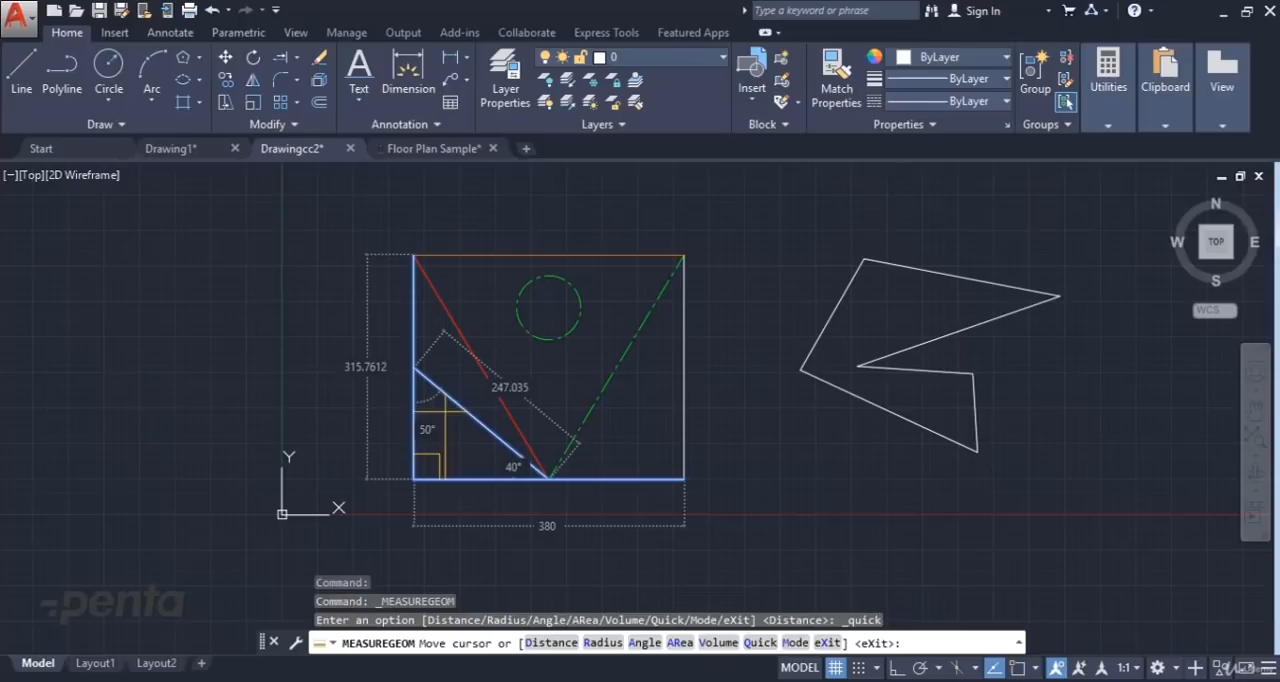 Type a keyword or phrase
Sign In
Home Insert Annotate Parametric View Manage Output Add-ins Collaborate Express Tools Featured Apps
Line Polyline Circle Arc
Text Dimension
Layer Properties
0
Insert
Match Properties
ByLayer
ByLayer
ByLayer
Group
Utilities
Clipboard
View
Draw Modify Annotation Layers Block Properties Groups
Start Drawing1* Drawingcc2* Floor Plan Sample*
[−][Top][2D Wireframe]
N
W TOP E
S
WCS
315.7612
247.035
50°
40°
380
Y
X
penta
Command:
Command: _MEASUREGEOM
Enter an option [Distance/Radius/Angle/ARea/Volume/Quick/Mode/eXit] <Distance>: _quick
MEASUREGEOM Move cursor or [Distance Radius Angle ARea Volume Quick Mode eXit] <eXit>:
Model Layout1 Layout2
MODEL
1:1